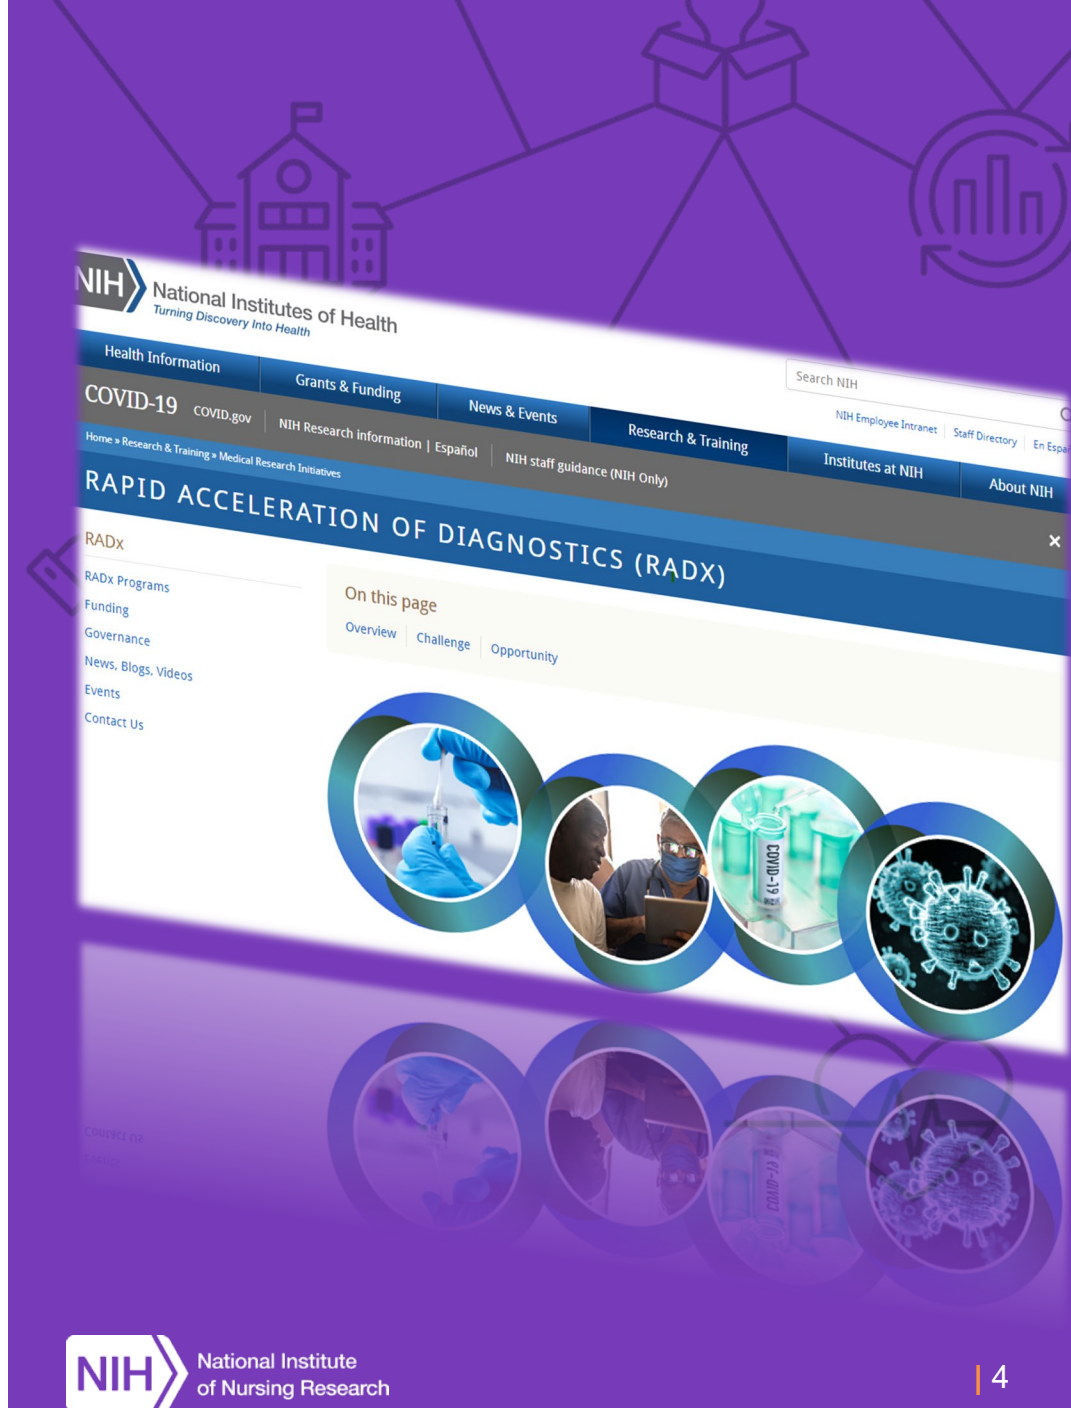 NIH
National Institutes of Health
Turning Discovery Into Health
Search NIH
NIH Employee Intranet
Staff Directory
En Españ
Health Information
Grants & Funding
News & Events
Research & Training
Institutes at NIH
About NIH
COVID-19
COVID.gov
NIH Research information | Español
NIH staff guidance (NIH Only)
×
Home » Research & Training » Medical Research Initiatives
RAPID ACCELERATION OF DIAGNOSTICS (RADX)
RADx
RADx Programs
Funding
Governance
News, Blogs, Videos
Events
Contact Us
On this page
Overview
Challenge
Opportunity
COVID-19
NIH
National Institute
of Nursing Research
| 4